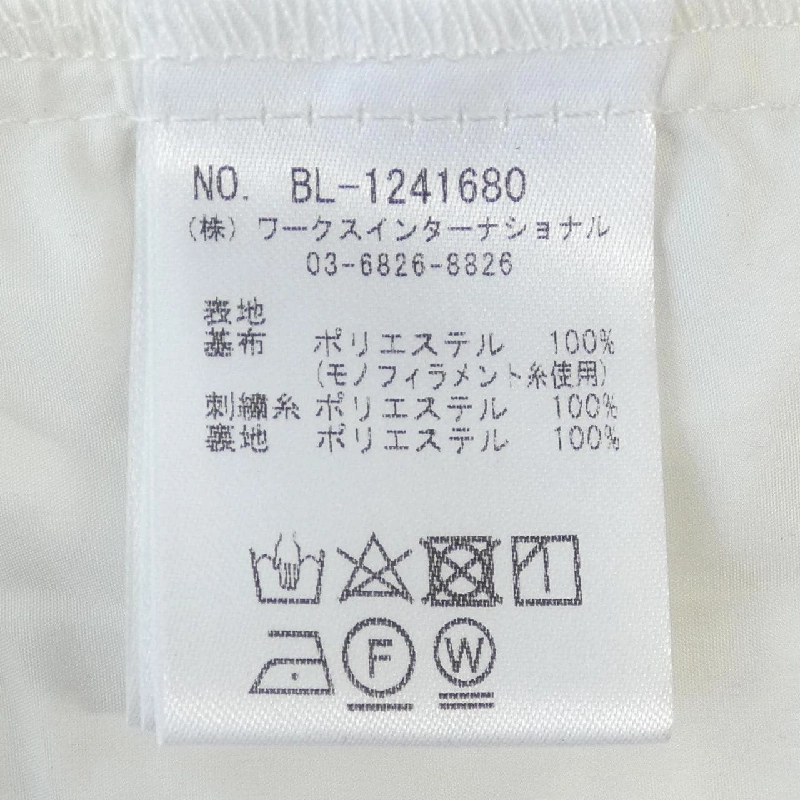 NO. BL-1241680
(株) ワークスインターナショナル
03-6826-8826
表地
基布 ポリエステル 100%
(モノフィラメント糸使用)
刺繍糸 ポリエステル 100%
裏地 ポリエステル 100%
F W